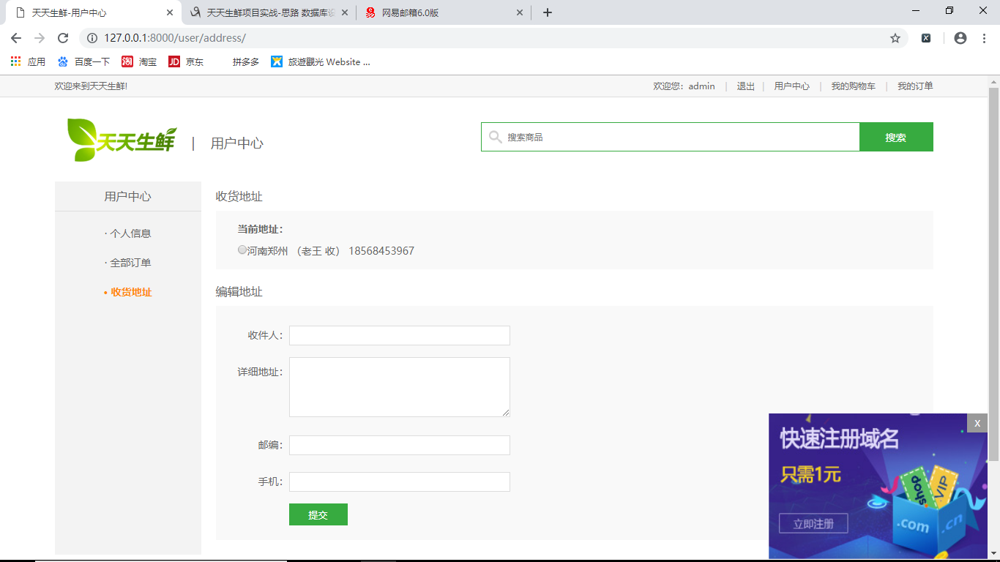 天天生鲜-用户中心
天天生鲜项目实战-思路 数据库设
网易邮箱6.0版
127.0.0.1:8000/user/address/
应用 百度一下 淘宝 京东 拼多多 旅遊觀光 Website ...
欢迎来到天天生鲜!
欢迎您：admin | 退出 | 用户中心 | 我的购物车 | 我的订单
天天生鲜 | 用户中心
搜索商品 搜索
用户中心
· 个人信息
· 全部订单
• 收货地址
收货地址
当前地址：
河南郑州 （老王 收） 18568453967
编辑地址
收件人：
详细地址：
邮编：
手机：
提交
X
快速注册域名
只需1元
立即注册
shop
VIP
.com
.cn